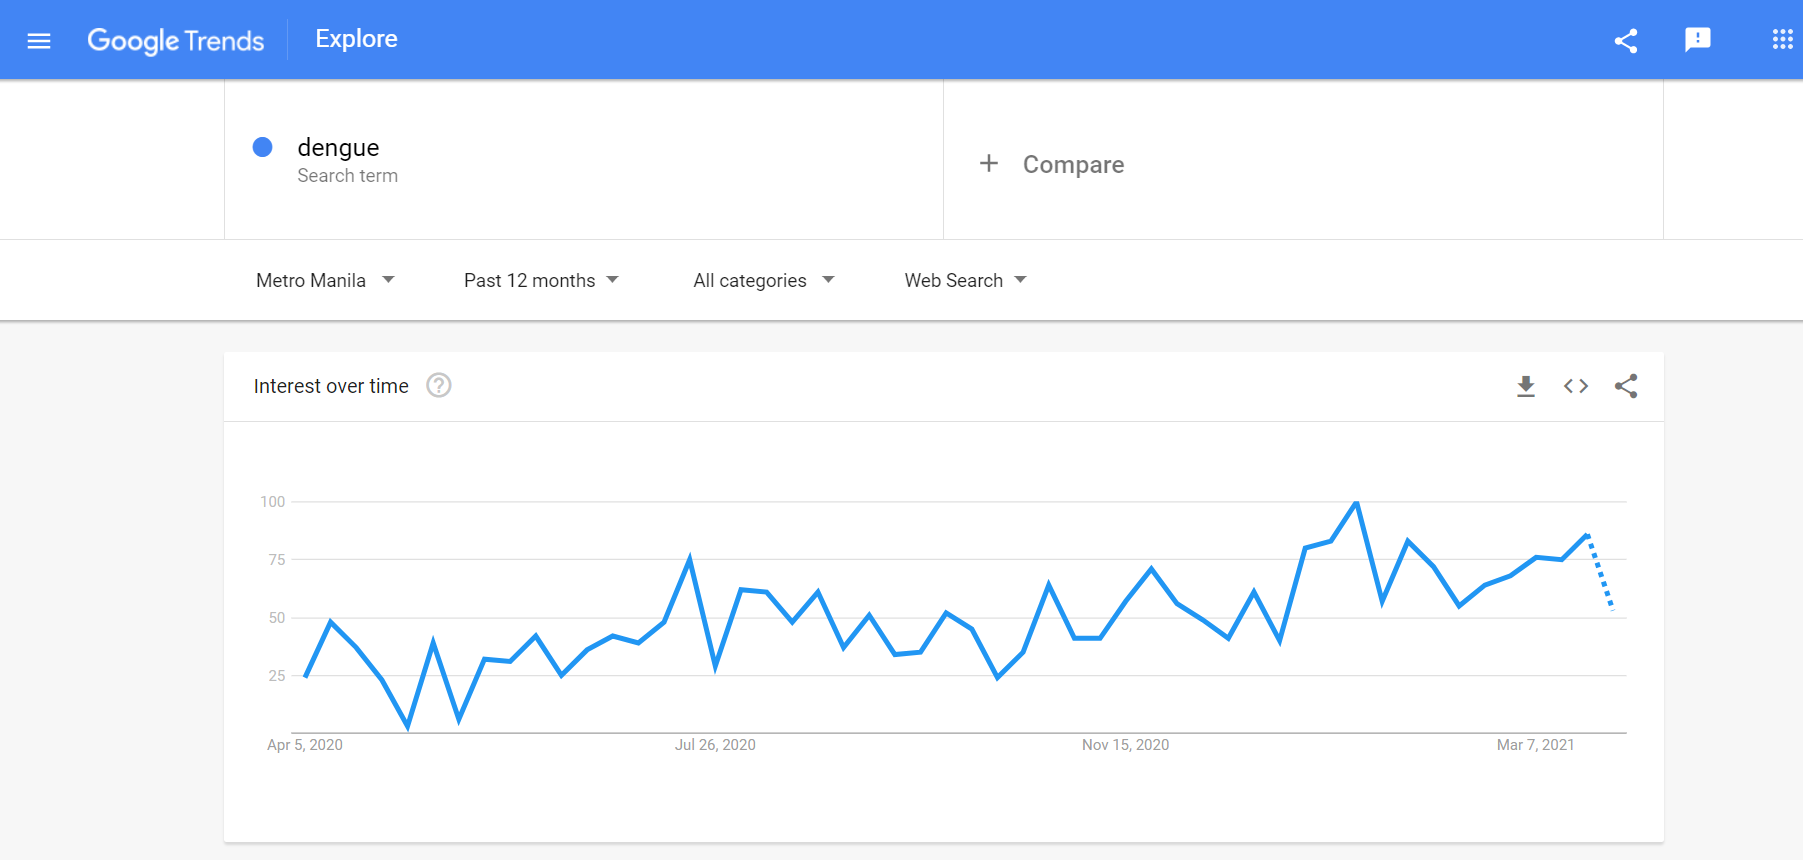 Google Trends Explore
dengue
Search term
+ Compare
Metro Manila Past 12 months All categories Web Search
Interest over time ?
100
75
50
25
Apr 5, 2020 Jul 26, 2020 Nov 15, 2020 Mar 7, 2021